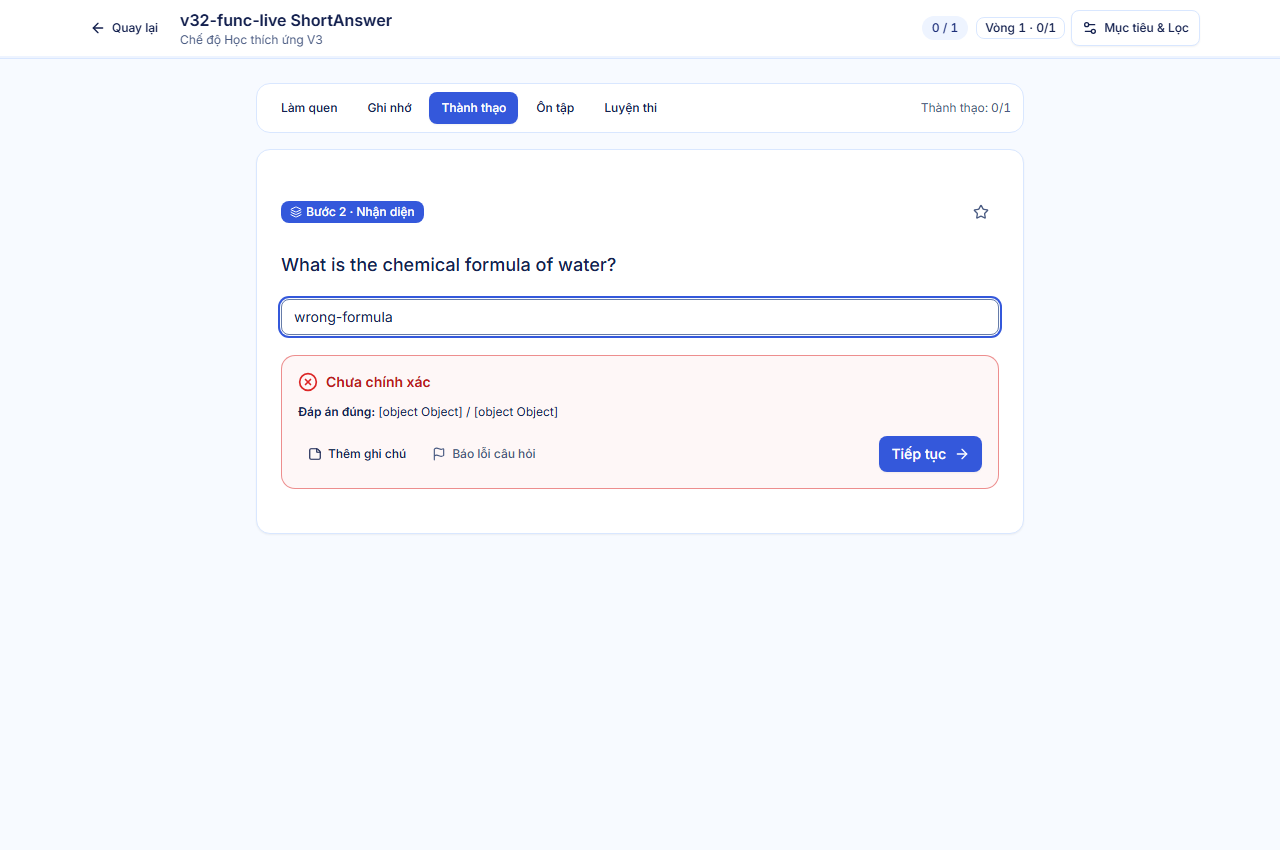 Quay lại
v32-func-live ShortAnswer
Chế độ Học thích ứng V3
0 / 1
Vòng 1 · 0/1
Mục tiêu & Lọc
Làm quen
Ghi nhớ
Thành thạo
Ôn tập
Luyện thi
Thành thạo: 0/1
Bước 2 · Nhận diện
What is the chemical formula of water?
wrong-formula
Chưa chính xác
Đáp án đúng: [object Object] / [object Object]
Thêm ghi chú
Báo lỗi câu hỏi
Tiếp tục